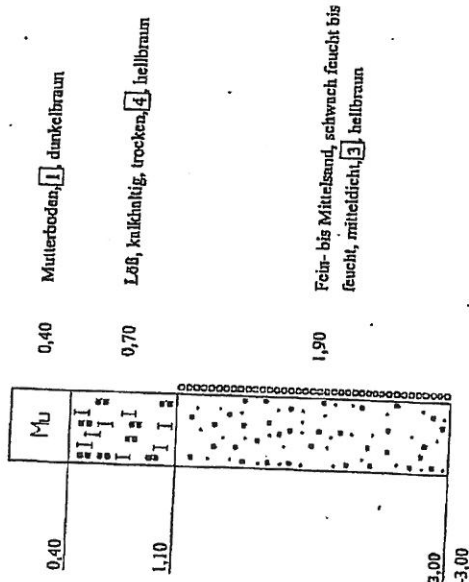 0,40
Mu
0,40
Mutterboden, 1, dunkelbraun
1,10
0,70
Löß, kalkhaltig, trocken, 4, hellbraun
3,00
-3,00
1,90
Fein- bis Mittelsand, schwach feucht bis
feucht, mitteldicht, 3, hellbraun